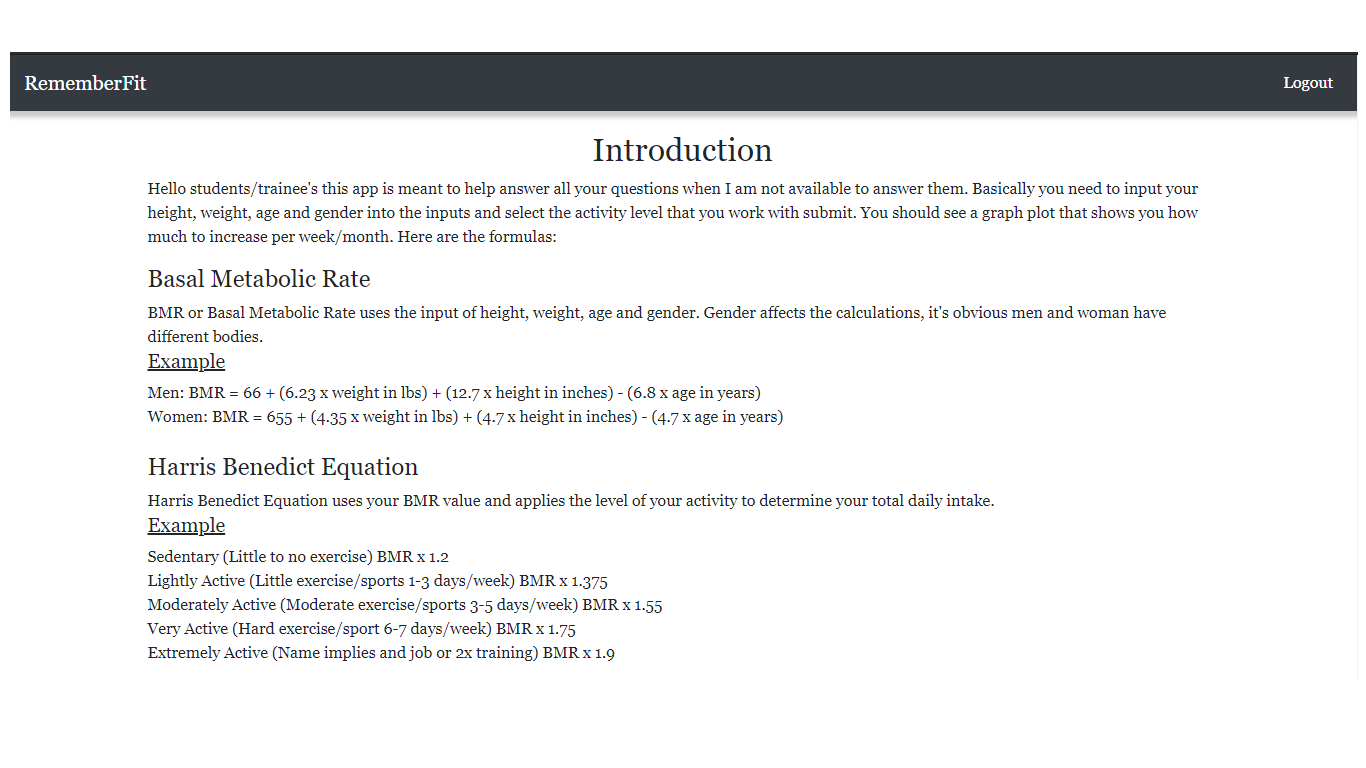 RememberFit
Logout
Introduction
Hello students/trainee's this app is meant to help answer all your questions when I am not available to answer them. Basically you need to input your
height, weight, age and gender into the inputs and select the activity level that you work with submit. You should see a graph plot that shows you how
much to increase per week/month. Here are the formulas:
Basal Metabolic Rate
BMR or Basal Metabolic Rate uses the input of height, weight, age and gender. Gender affects the calculations, it's obvious men and woman have
different bodies.
Example
Men: BMR = 66 + (6.23 x weight in lbs) + (12.7 x height in inches) - (6.8 x age in years)
Women: BMR = 655 + (4.35 x weight in lbs) + (4.7 x height in inches) - (4.7 x age in years)
Harris Benedict Equation
Harris Benedict Equation uses your BMR value and applies the level of your activity to determine your total daily intake.
Example
Sedentary (Little to no exercise) BMR x 1.2
Lightly Active (Little exercise/sports 1-3 days/week) BMR x 1.375
Moderately Active (Moderate exercise/sports 3-5 days/week) BMR x 1.55
Very Active (Hard exercise/sport 6-7 days/week) BMR x 1.75
Extremely Active (Name implies and job or 2x training) BMR x 1.9